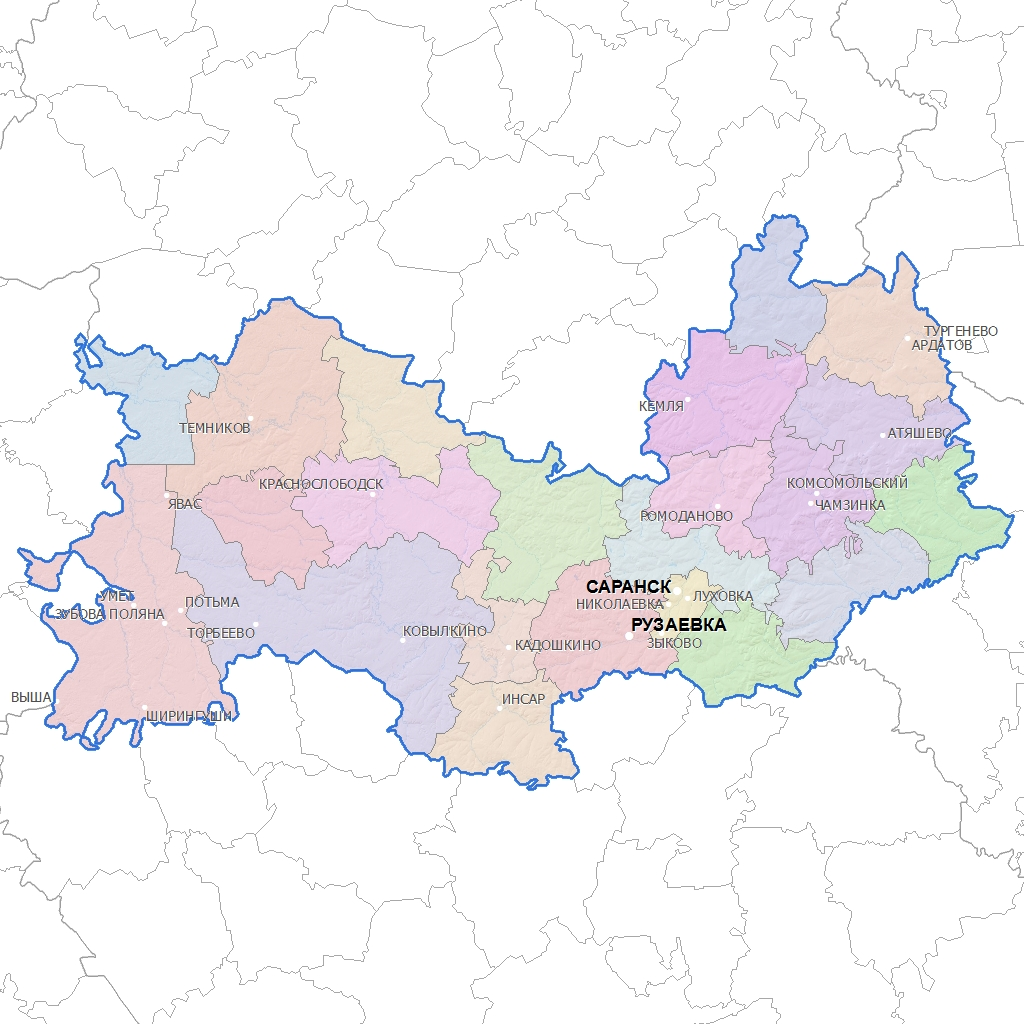 ТУРГЕНЕВО
АРДАТОВ
КЕМЛЯ
ТЕМНИКОВ
АТЯШЕВО
КРАСНОСЛОБОДСК
КОМСОМОЛЬСКИЙ
ЯВАС
ЧАМЗИНКА
РОМОДАНОВО
САРАНСК
УМЕТ
ПОТЬМА
ЛУХОВКА
НИКОЛАЕВКА
ЗУБОВА ПОЛЯНА
РУЗАЕВКА
ТОРБЕЕВО
КОВЫЛКИНО
КАДОШКИНО
ЗЫКОВО
ВЫША
ИНСАР
ШИРИНГУШИ